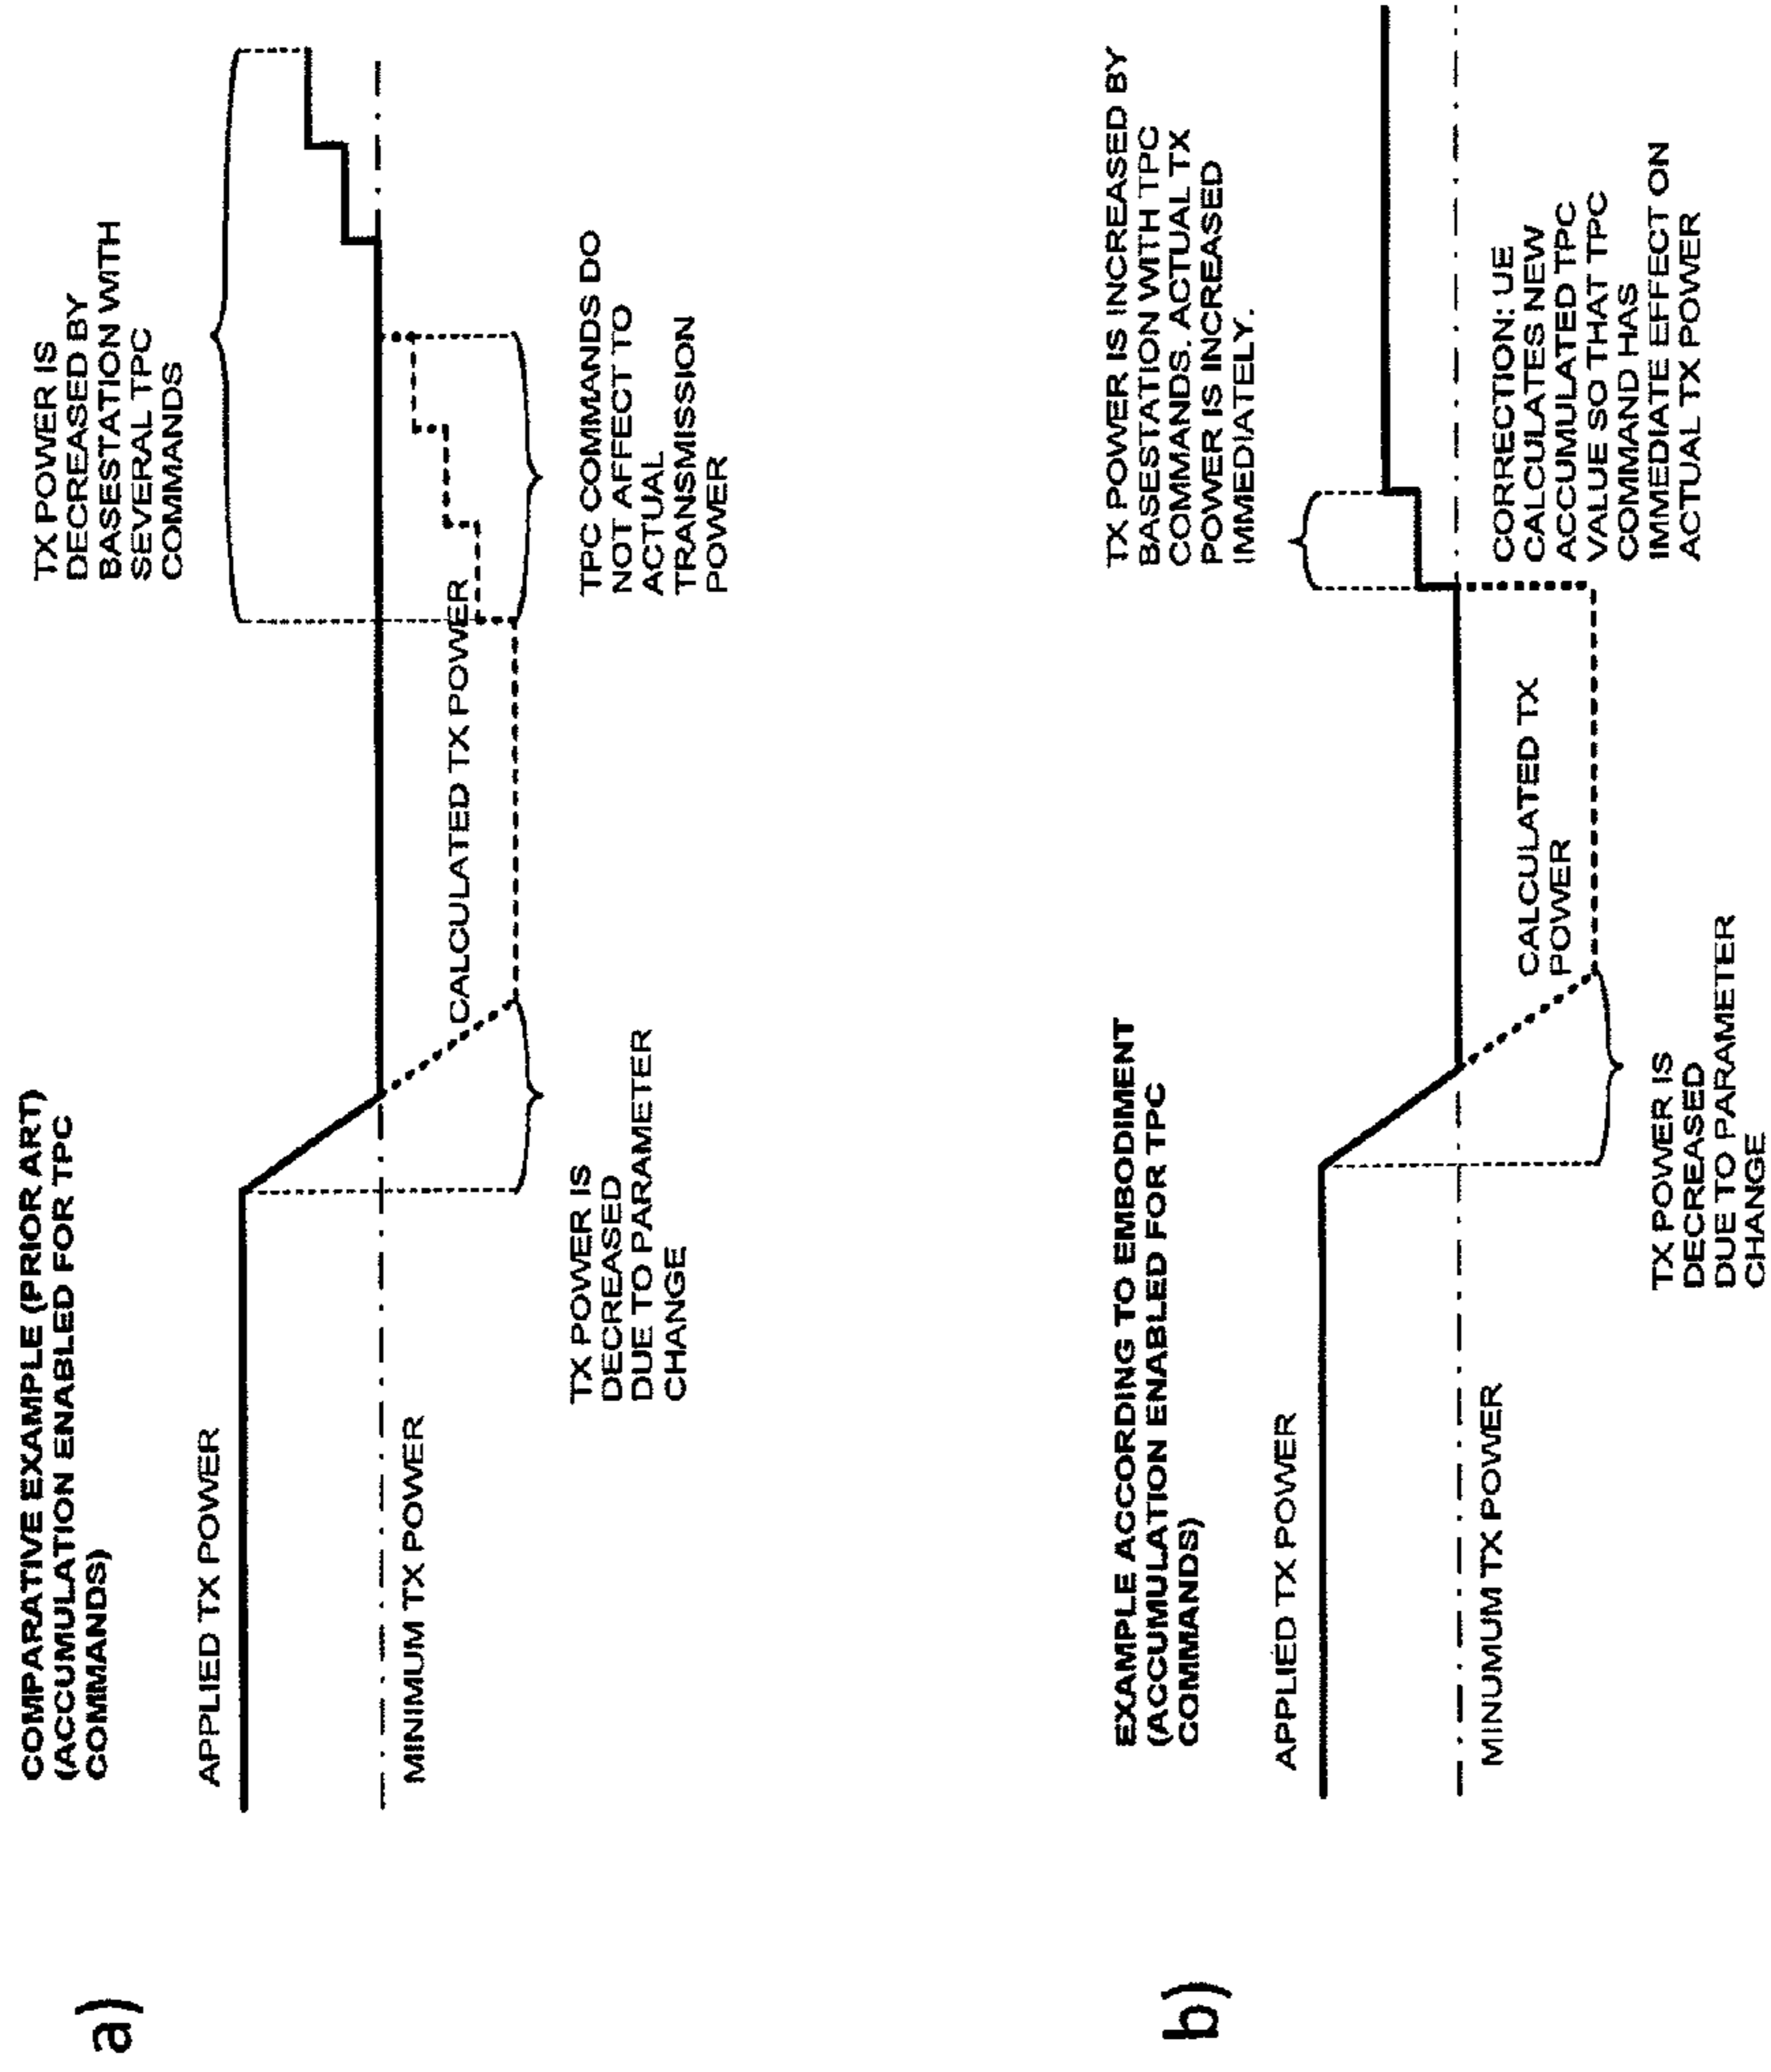 a)
COMPARATIVE EXAMPLE (PRIOR ART)
(ACCUMULATION ENABLED FOR TPC
COMMANDS)
APPLIED TX POWER
MINIMUM TX POWER
TX POWER IS
DECREASED
DUE TO PARAMETER
CHANGE
CALCULATED TX POWER
TX POWER IS
DECREASED BY
BASESTATION WITH
SEVERAL TPC
COMMANDS
TPC COMMANDS DO
NOT AFFECT TO
ACTUAL
TRANSMISSION
POWER
b)
EXAMPLE ACCORDING TO EMBODIMENT
(ACCUMULATION ENABLED FOR TPC
COMMANDS)
APPLIED TX POWER
MINUMUM TX POWER
TX POWER IS
DECREASED
DUE TO PARAMETER
CHANGE
CALCULATED TX
POWER
TX POWER IS INCREASED BY
BASESTATION WITH TPC
COMMANDS. ACTUAL TX
POWER IS INCREASED
IMMEDIATELY.
CORRECTION: UE
CALCULATES NEW
ACCUMULATED TPC
VALUE SO THAT TPC
COMMAND HAS
IMMEDIATE EFFECT ON
ACTUAL TX POWER